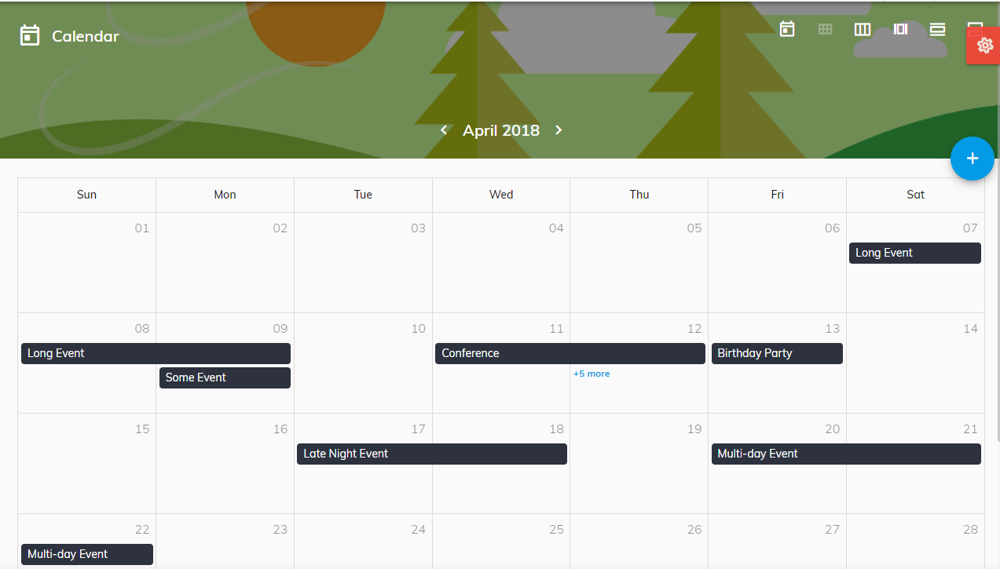 Calendar
April 2018
Sun Mon Tue Wed Thu Fri Sat
01 02 03 04 05 06 07
Long Event
08 09 10 11 12 13 14
Long Event Conference Birthday Party
Some Event +5 more
15 16 17 18 19 20 21
Late Night Event Multi-day Event
22 23 24 25 26 27 28
Multi-day Event